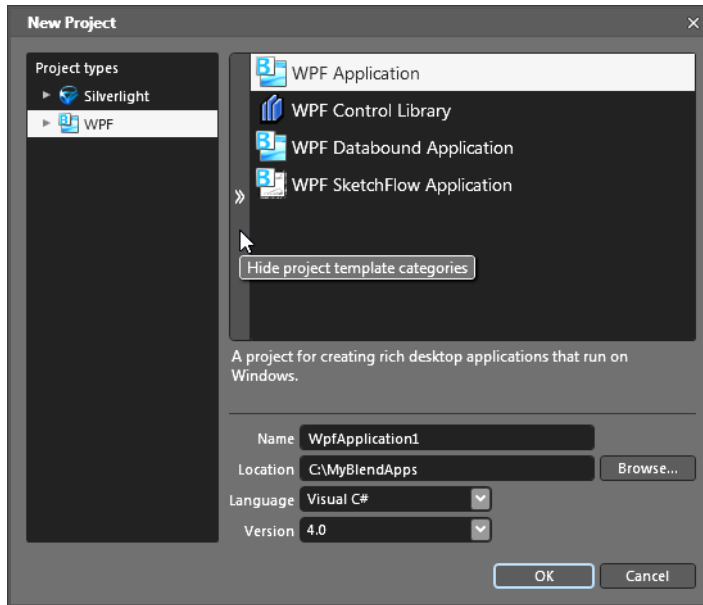 New Project
Project types
Silverlight
WPF
WPF Application
WPF Control Library
WPF Databound Application
WPF SketchFlow Application
Hide project template categories
A project for creating rich desktop applications that run on
Windows.
Name WpfApplication1
Location C:\MyBlendApps Browse...
Language Visual C#
Version 4.0
OK Cancel